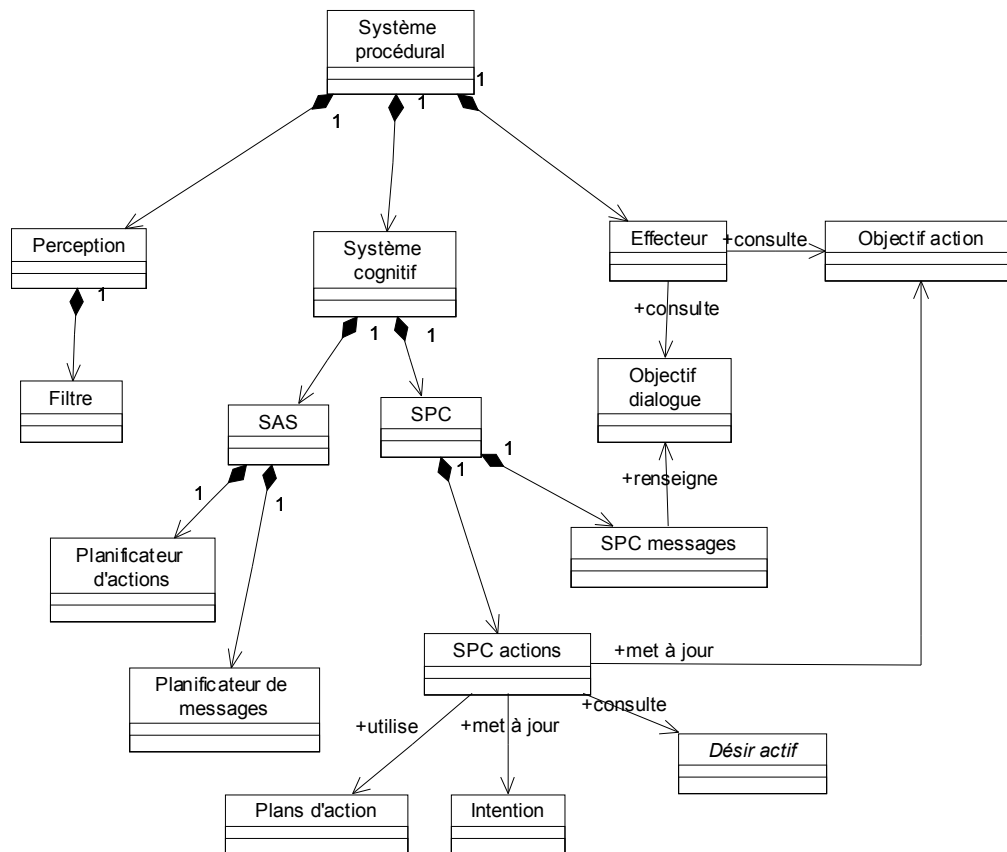 Système
procédural
1
1
1
Perception
Système
cognitif
Effecteur
+consulte
Objectif action
1
+consulte
1
1
Filtre
Objectif
dialogue
SAS
SPC
1
1
+renseigne
1
1
Planificateur
d'actions
SPC messages
SPC actions
+met à jour
Planificateur de
messages
+utilise
+met à jour
+consulte
Désir actif
Plans d'action
Intention